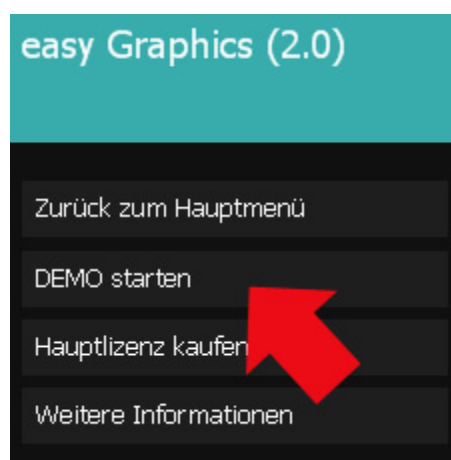 easy Graphics (2.0)
Zurück zum Hauptmenü
DEMO starten
Hauptlizenz kaufen
Weitere Informationen